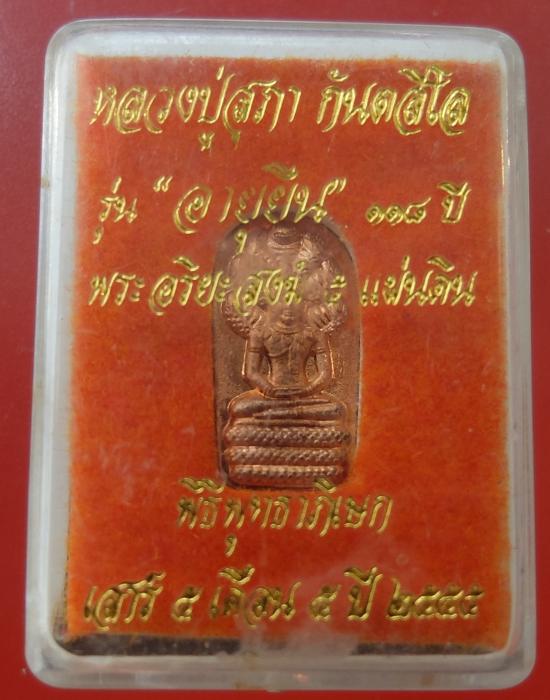 หลวงปู่สุภา กันตสีโล
รุ่น "อายุยืน" ๑๑๘ ปี
พระอริยะสงฆ์ ๕ แผ่นดิน
พิธีพุทธาภิเษก
เสาร์ ๕ เดือน ๕ ปี ๒๕๕๕